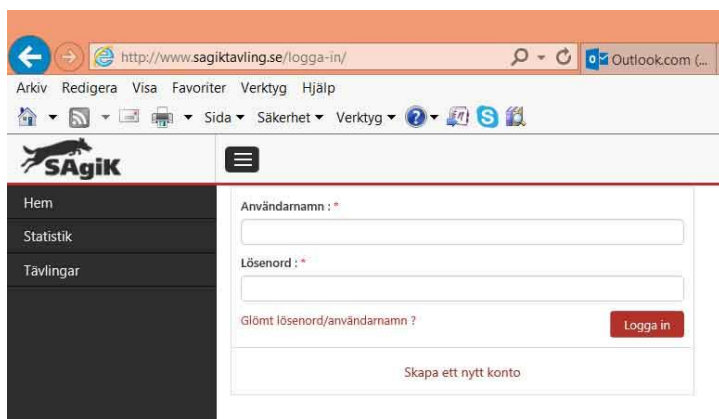 http://www.sagiktavling.se/logga-in/
Outlook.com (...
Arkiv Redigera Visa Favoriter Verktyg Hjälp
Sida Säkerhet Verktyg
SAgiK
Hem
Statistik
Tävlingar
Användarnamn : *
Lösenord : *
Glömt lösenord/användarnamn ?
Logga in
Skapa ett nytt konto